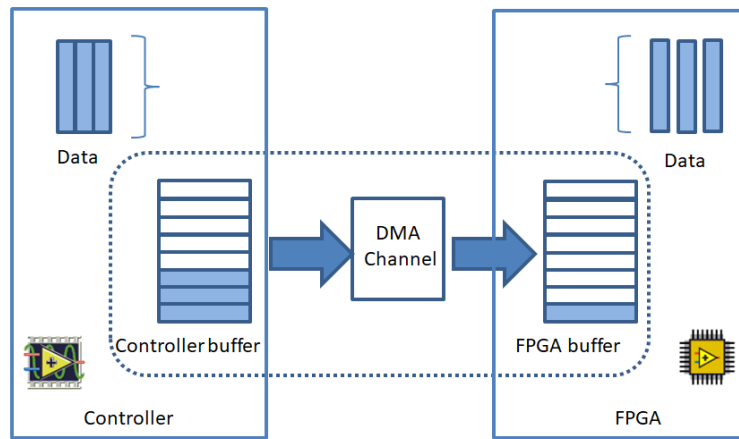 Data
Data
DMA
Channel
Controller buffer
FPGA buffer
Controller
FPGA